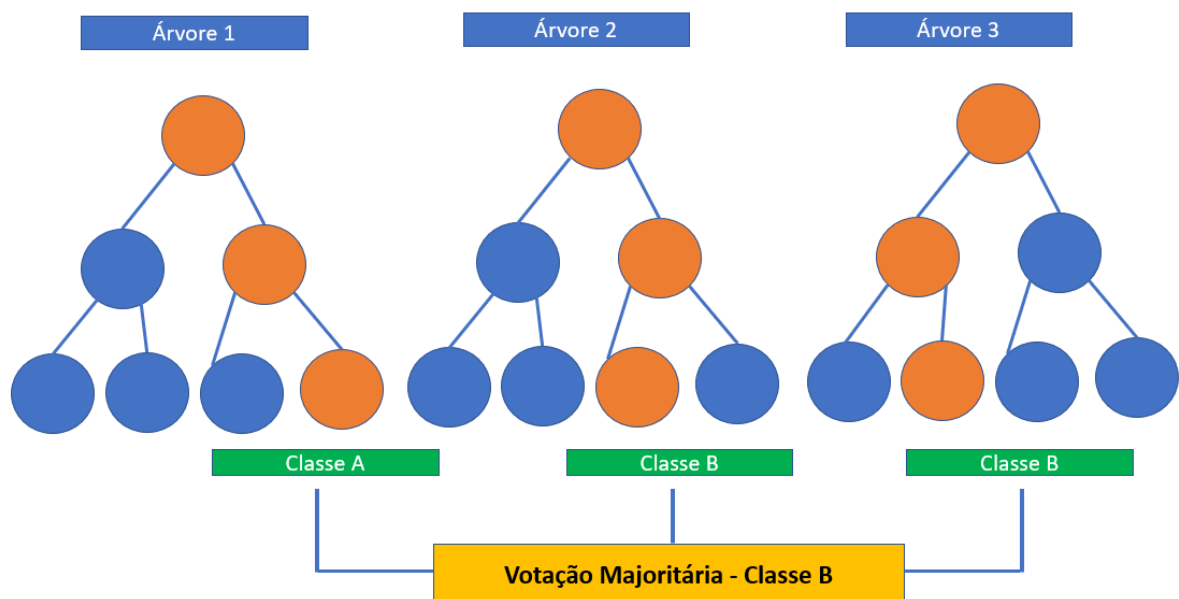 Árvore 1
Árvore 2
Árvore 3
Classe A
Classe B
Classe B
Votação Majoritária - Classe B